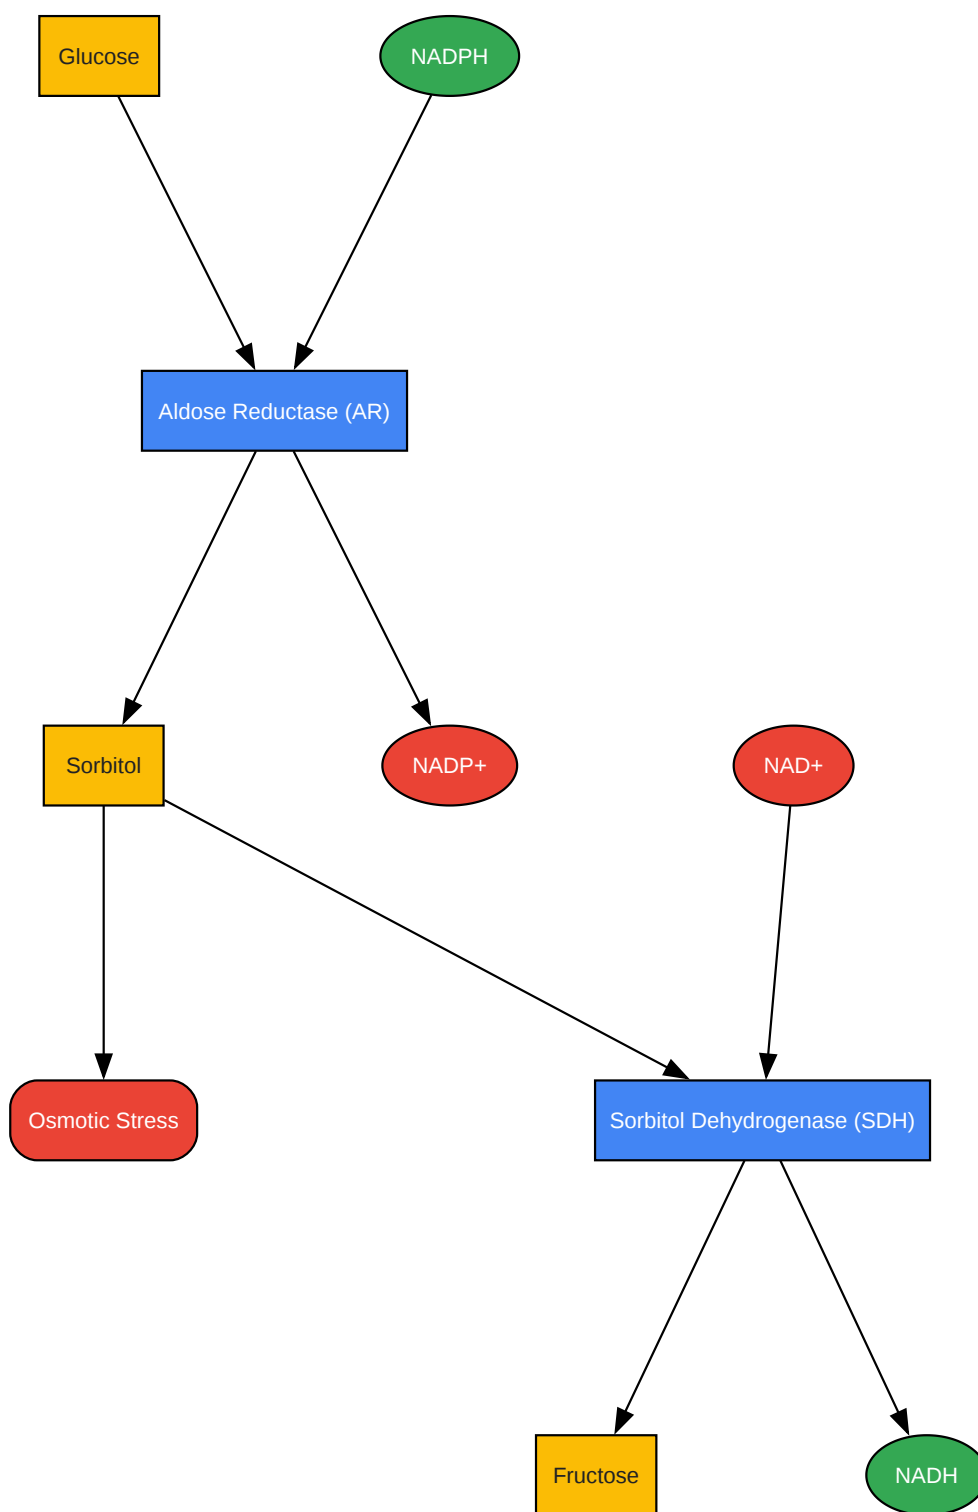 Glucose
NADPH
Aldose Reductase (AR)
Sorbitol
NADP+
NAD+
Osmotic Stress
Sorbitol Dehydrogenase (SDH)
Fructose
NADH